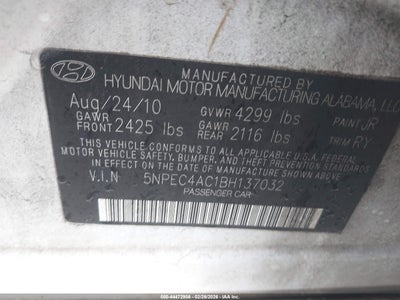 MANUFACTURED BY
HYUNDAI MOTOR MANUFACTURING ALABAMA, LLC
Aug/24/10 GVWR 4299 lbs
GAWR FRONT 2425 lbs GAWR REAR 2116 lbs PAINT JR
THIS VEHICLE CONFORMS TO ALL APPLICABLE U.S.A FEDERAL TRIM RY
MOTOR VEHICLE SAFETY, BUMPER, AND THEFT
PREVENTION STANDARDS IN EFFECT ON THE DATE OF
MANUFACTURE SHOWN ABOVE.
V.I.N 5NPEC4AC1BH137032
PASSENGER CAR